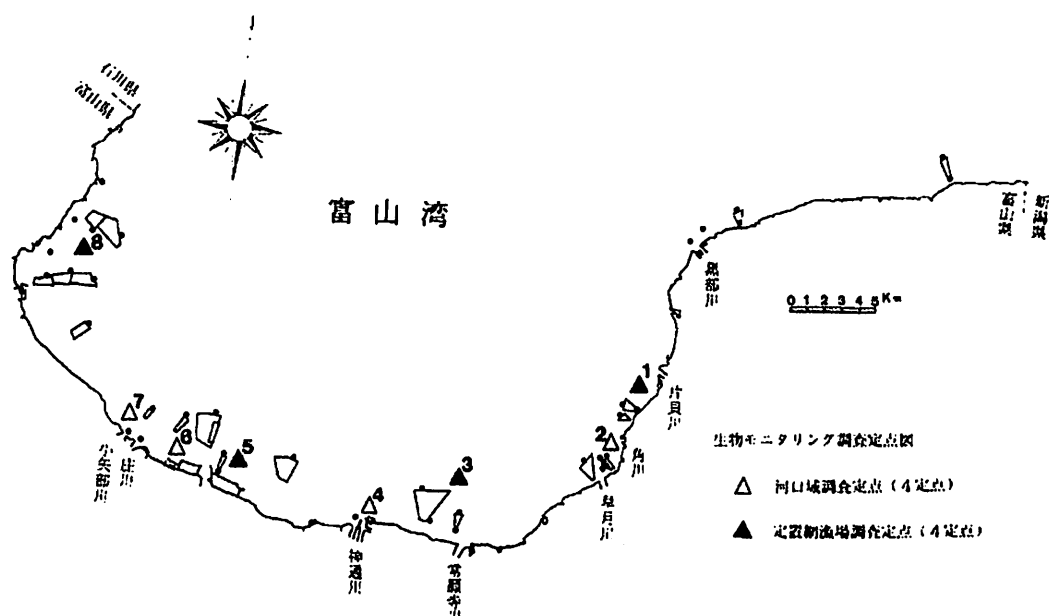 石川県
富山県
富山湾
8
7
6
5
4
3
2
1
小矢部川
庄川
神通川
常願寺川
早月川
角川
片貝川
黒部川
富山県
新潟県
0 1 2 3 4 5 Km
生物モニタリング調査定点図
△ 河口域調査定点(4定点)
▲ 定置網漁場調査定点(4定点)